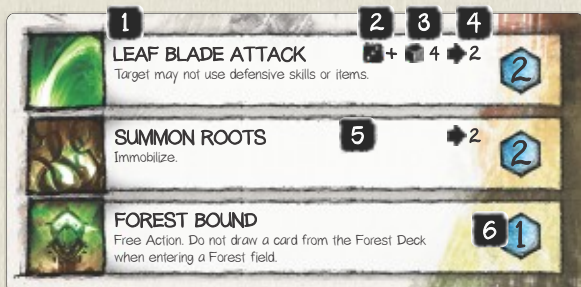 1 2 3 4
LEAF BLADE ATTACK + 4 2
Target may not use defensive skills or items.
2
SUMMON ROOTS 5 2
Immobilize.
2
FOREST BOUND
Free Action. Do not draw a card from the Forest Deck
when entering a Forest field.
6 1